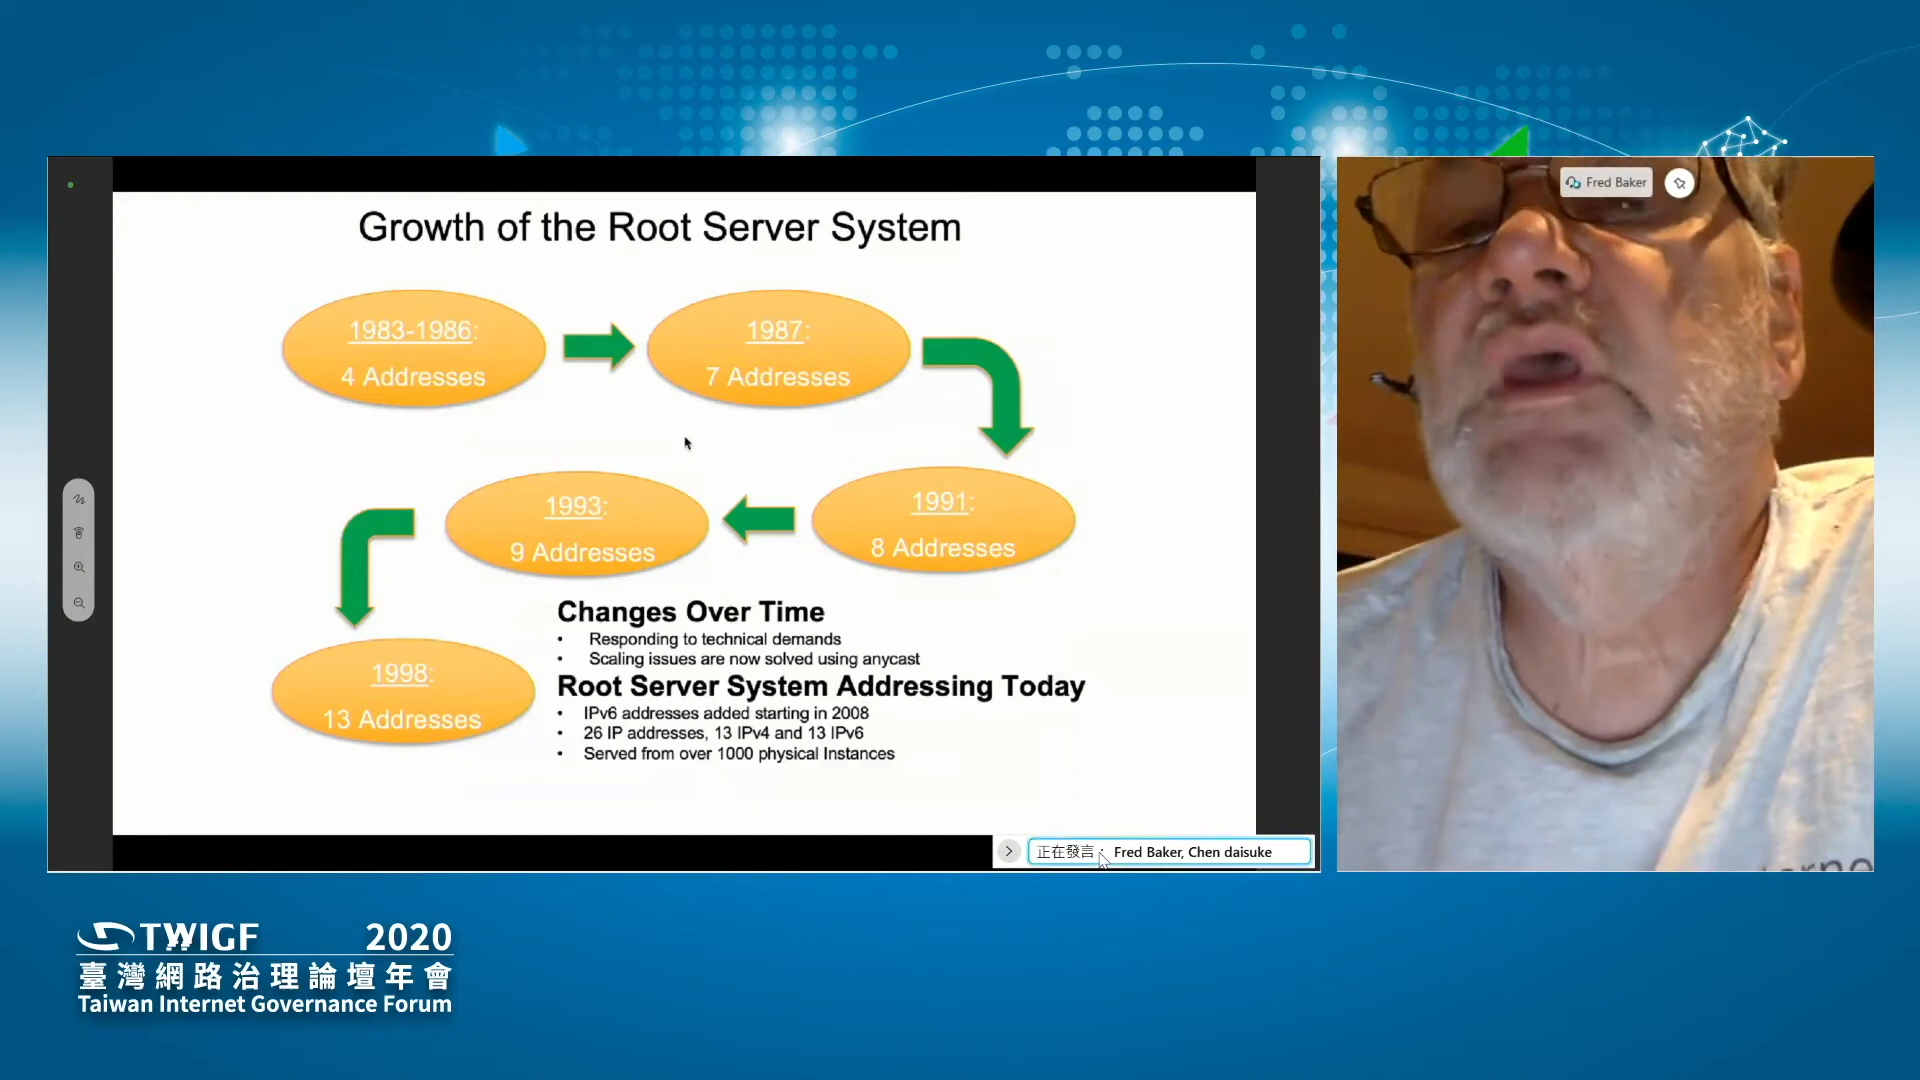 Growth of the Root Server System
1983-1986:
4 Addresses
1987:
7 Addresses
1993:
9 Addresses
1991:
8 Addresses
1998:
13 Addresses
Changes Over Time
• Responding to technical demands
• Scaling issues are now solved using anycast
Root Server System Addressing Today
• IPv6 addresses added starting in 2008
• 26 IP addresses, 13 IPv4 and 13 IPv6
• Served from over 1000 physical Instances
正在發言: Fred Baker, Chen daisuke
Fred Baker
TWIGF 2020
臺灣網路治理論壇年會
Taiwan Internet Governance Forum